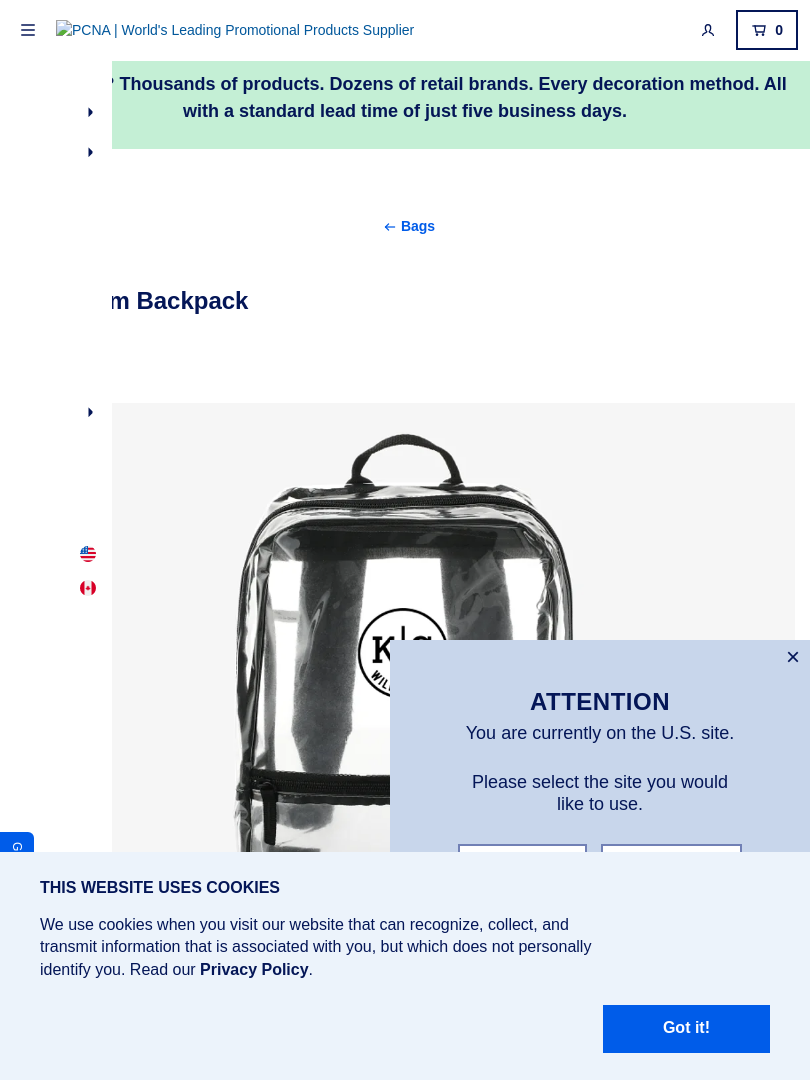 PCNA | World's Leading Promotional Products Supplier
0
? Thousands of products. Dozens of retail brands. Every decoration method. All
with a standard lead time of just five business days.
← Bags
m Backpack
K S
ATTENTION
You are currently on the U.S. site.
Please select the site you would
like to use.
G
THIS WEBSITE USES COOKIES
We use cookies when you visit our website that can recognize, collect, and
transmit information that is associated with you, but which does not personally
identify you. Read our Privacy Policy.
Got it!